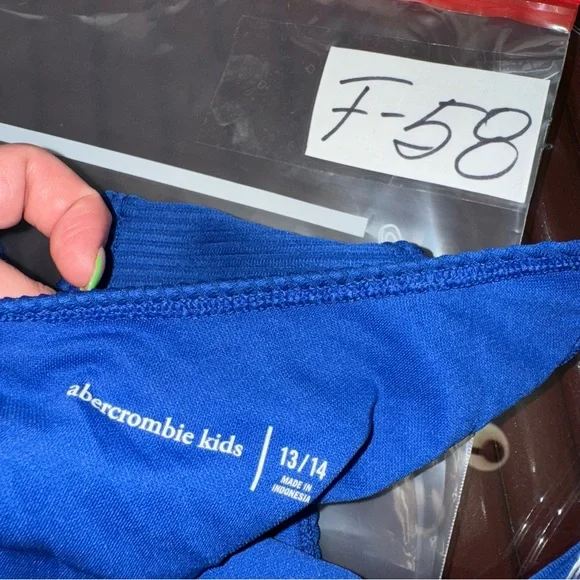 F-58
abercrombie kids
13/14
MADE IN
INDONESIA